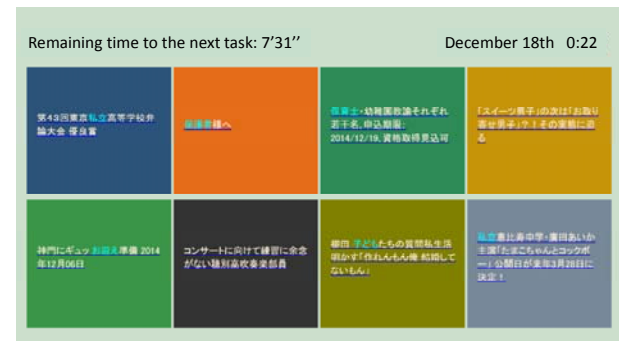 Remaining time to the next task: 7’31’’
December 18th 0:22
第43回東京私立高等学校弁
論大会 優良賞
保護者様へ
保育士・幼稚園教諭それぞれ
若干名。申込期限:
2014/12/19。資格取得見込可
「スイーツ男子」の次は「お取り
寄せ男子」?!その実態に迫
る
神門にギュッ お迎え準備 2014
年12月06日
コンサートに向けて練習に余念
がない 高吹奏楽部員
柳田 子どもたちの質問私生活
明かす「作れんもん俺 結婚して
ないもん」
私立恵比寿中学・廣田あいか
主演「たまこちゃんとコックボ
ー」公開日が来年3月28日に
決定!